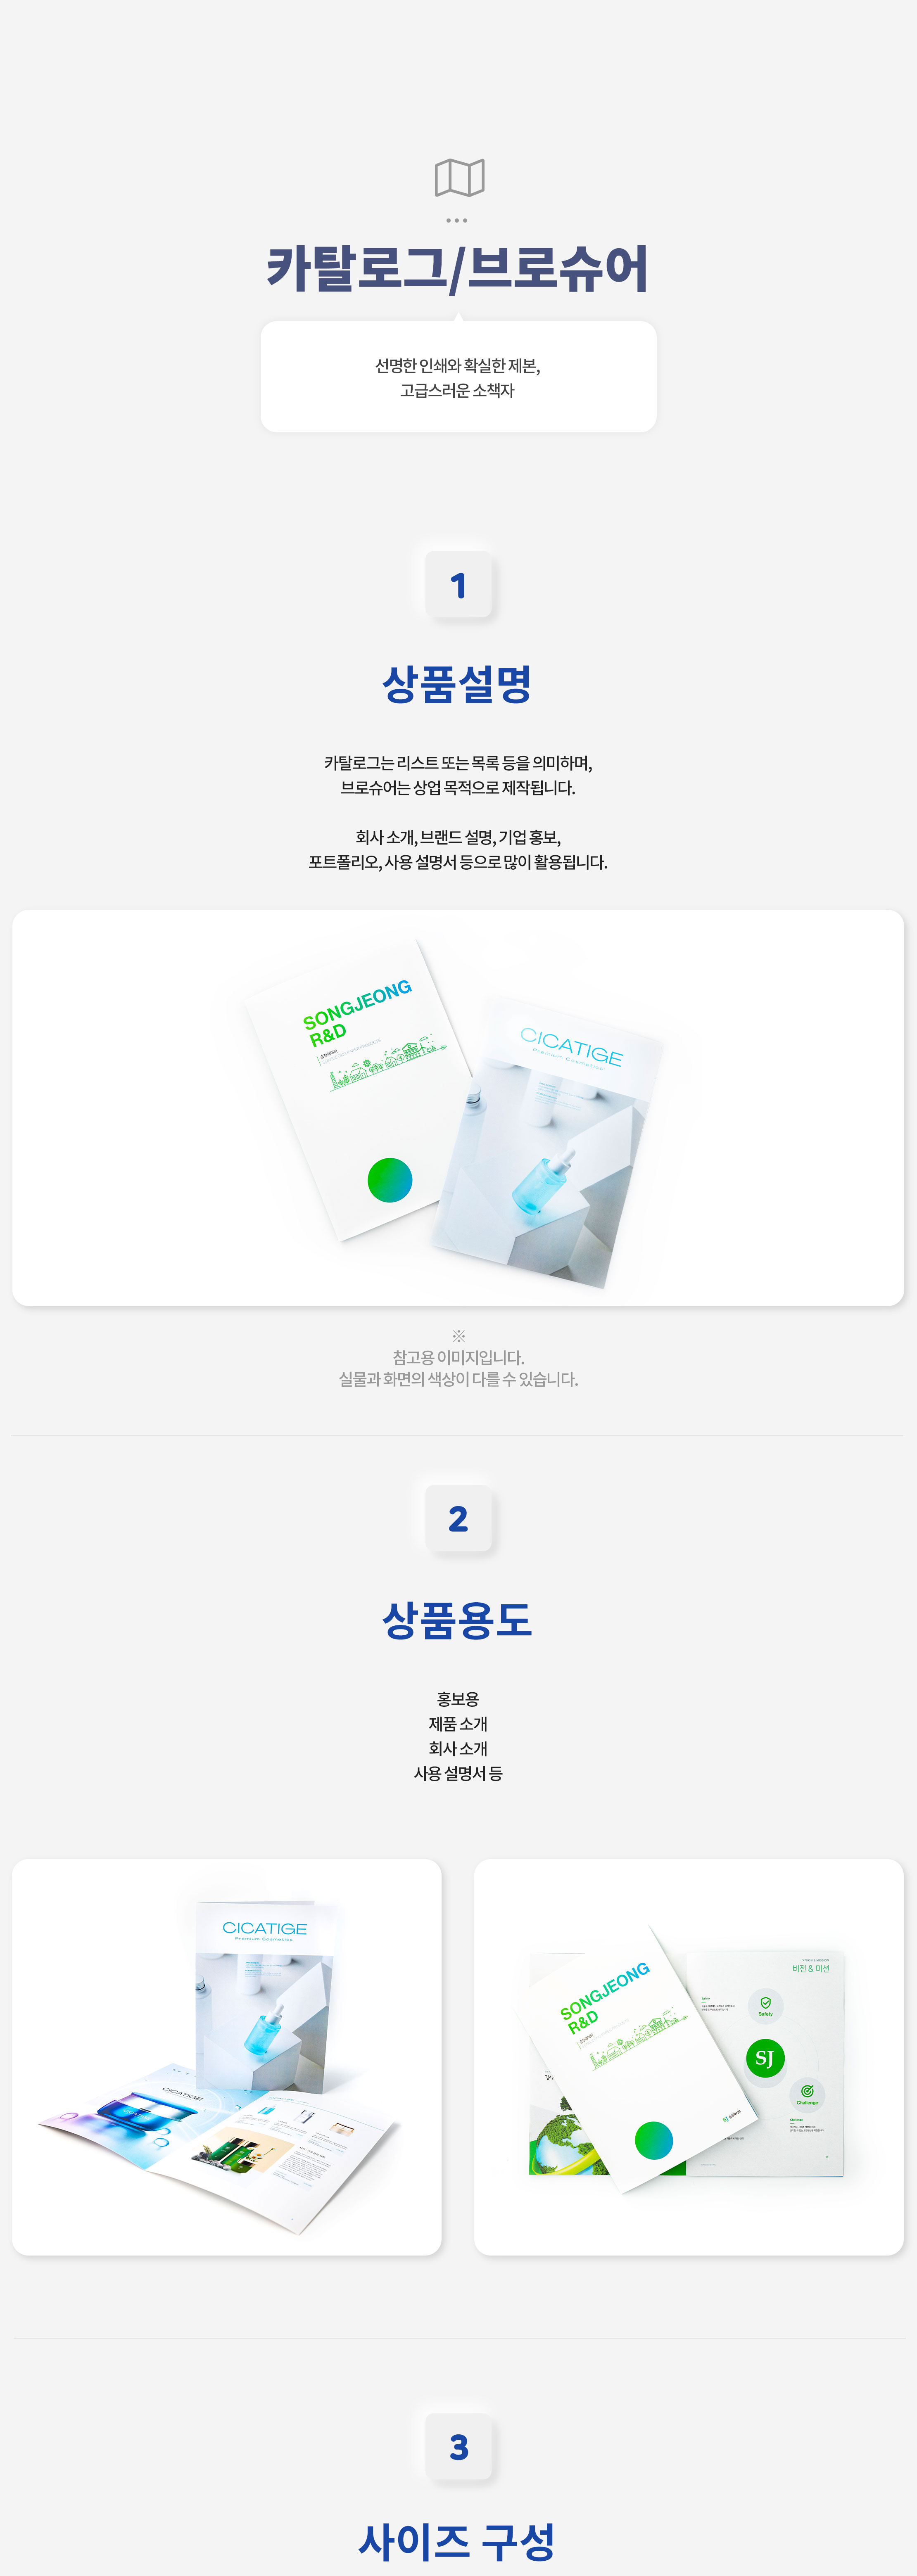 카탈로그/브로슈어
선명한 인쇄와 확실한 제본,
고급스러운 소책자
1
상품설명
카탈로그는 리스트 또는 목록 등을 의미하며,
브로슈어는 상업 목적으로 제작됩니다.
회사 소개, 브랜드 설명, 기업 홍보,
포트폴리오, 사용 설명서 등으로 많이 활용됩니다.
SONGJEONG
R&D
CICATIGE
Premium Cosmetics
※
참고용 이미지입니다.
실물과 화면의 색상이 다를 수 있습니다.
2
상품용도
홍보용
제품 소개
회사 소개
사용 설명서 등
CICATIGE
Premium Cosmetics
CICATIGE
SONGJEONG
R&D
비전 & 미션
Safety
Safety
SJ
Challenge
Challenge
3
사이즈 구성